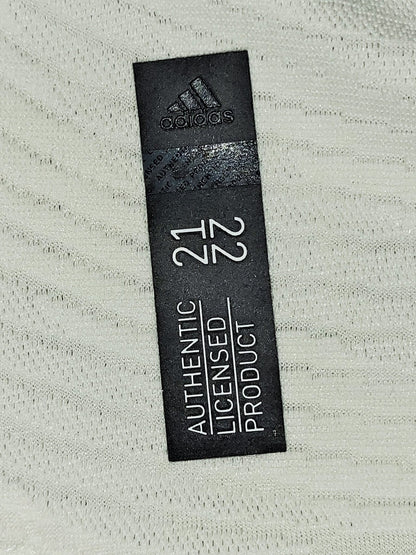 adidas
21
22
AUTHENTIC
LICENSED
PRODUCT